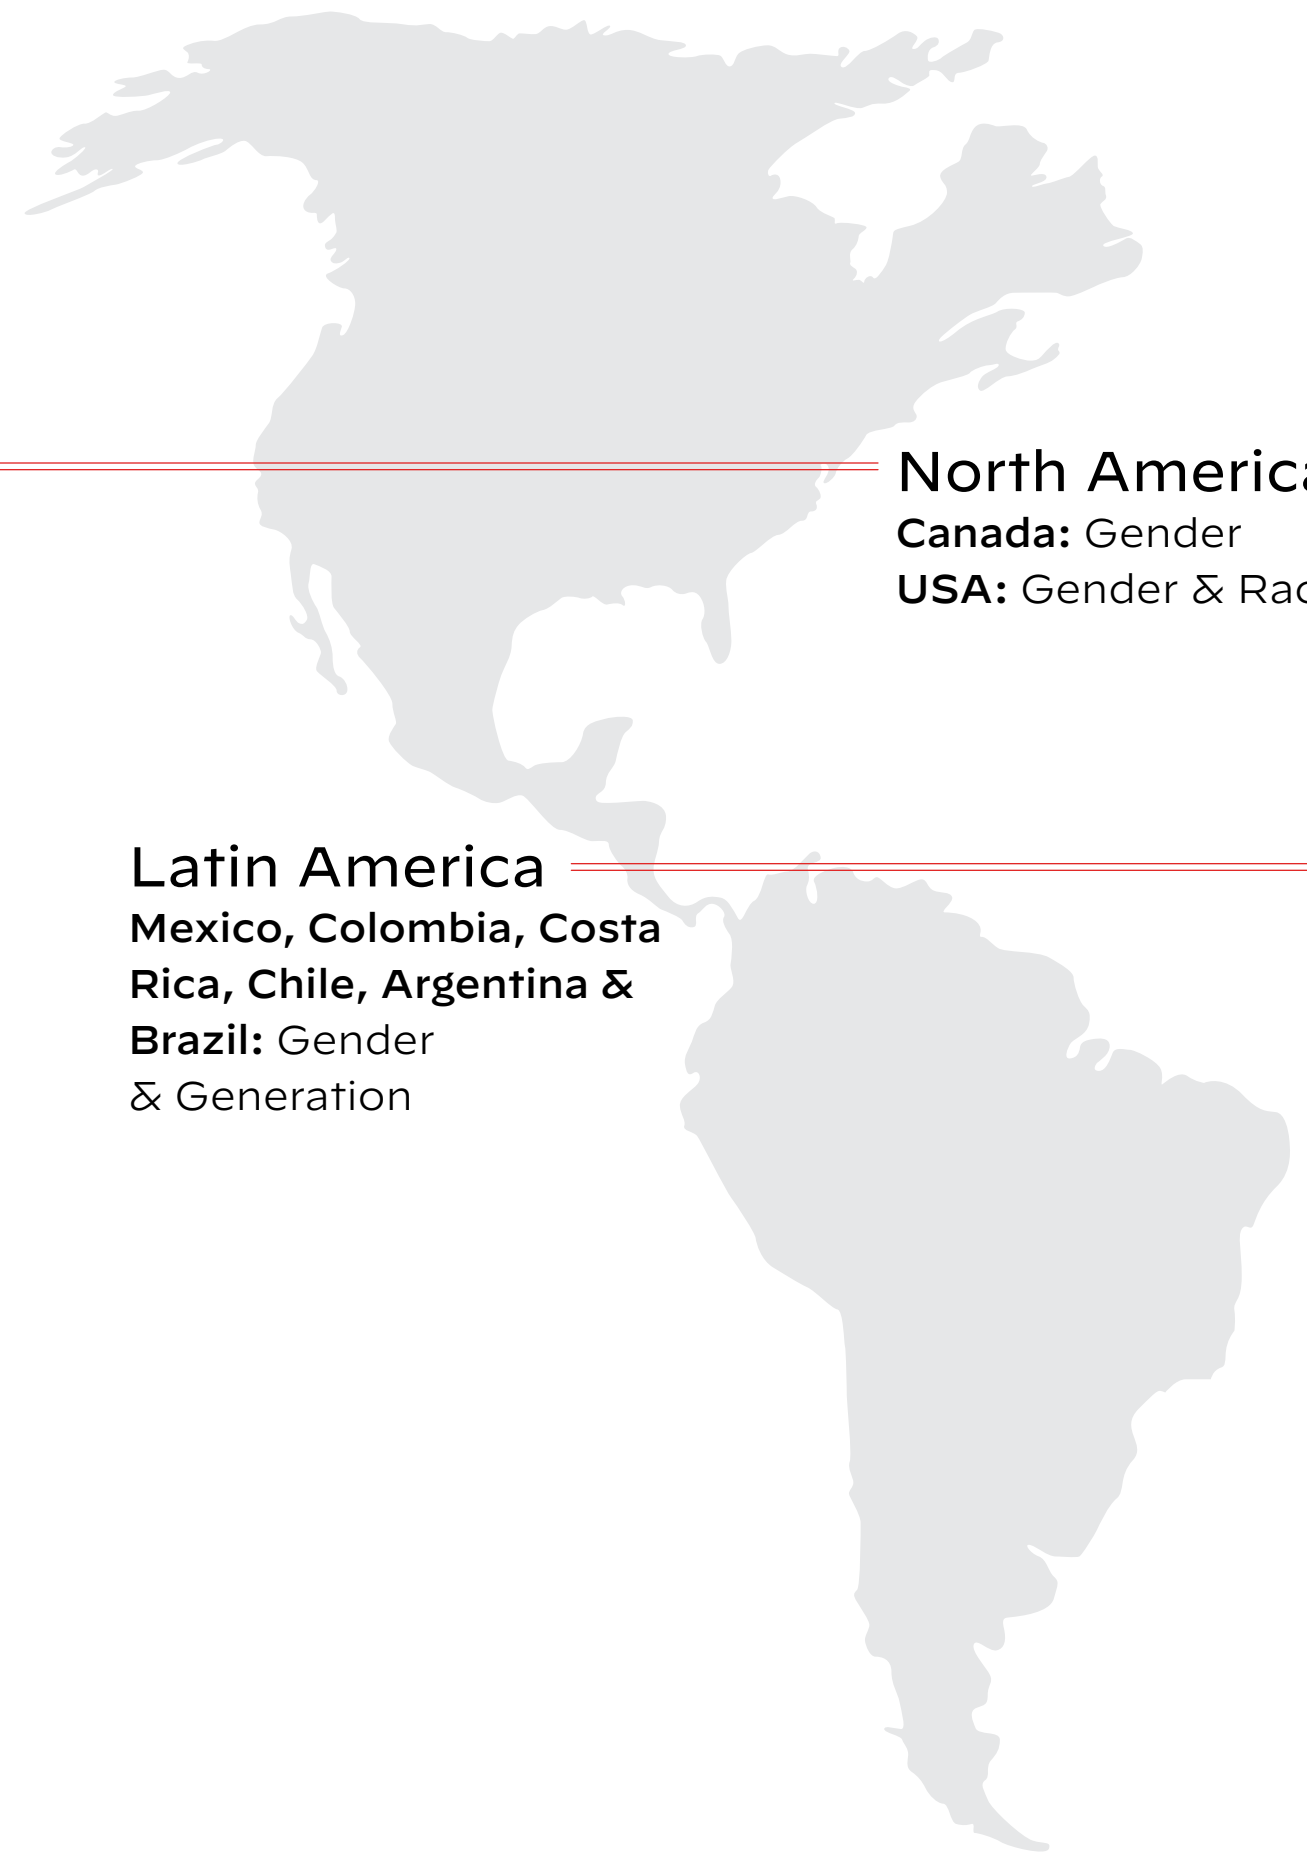 North America
Canada: Gender
USA: Gender &
Latin America
Mexico, Colombia, Costa
Rica, Chile, Argentina &
Brazil: Gender
& Generation